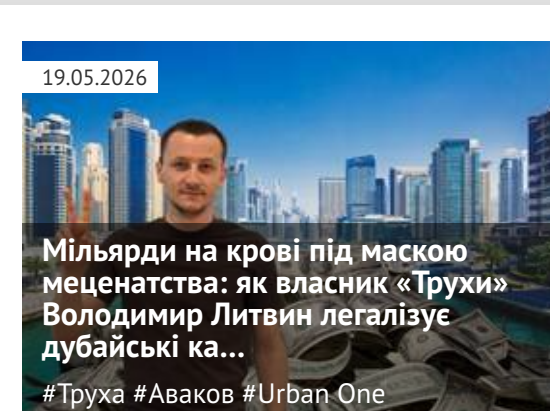 19.05.2026
Мільярди на крові під маскою
меценатства: як власник «Трухи»
Володимир Литвин легалізує
дубайські ка...
#Труха #Аваков #Urban One